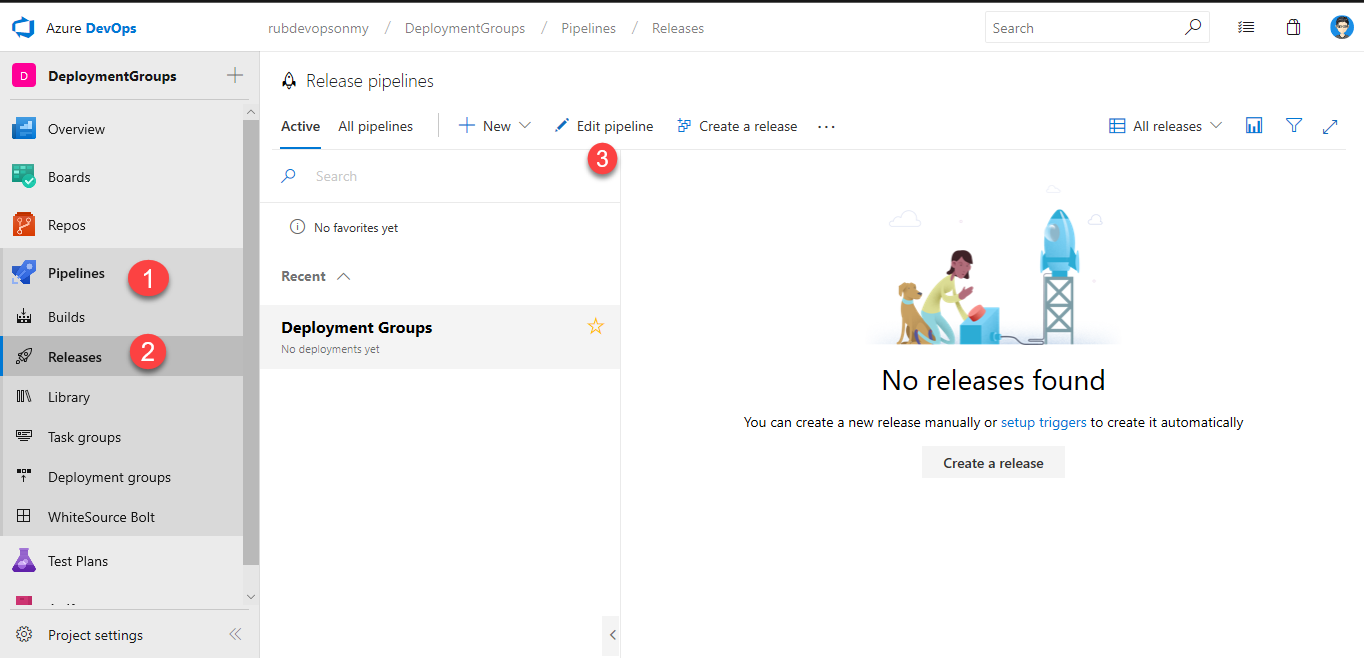 Azure DevOps
rubdevopsonmy / DeploymentGroups / Pipelines / Releases
Search
D
DeploymentGroups
Overview
Boards
Repos
Pipelines
1
Builds
Releases
2
Library
Task groups
Deployment groups
WhiteSource Bolt
Test Plans
Project settings
Release pipelines
Active
All pipelines
New
Edit pipeline
Create a release
...
All releases
3
Search
No favorites yet
Recent
Deployment Groups
No deployments yet
No releases found
You can create a new release manually or setup triggers to create it automatically
Create a release